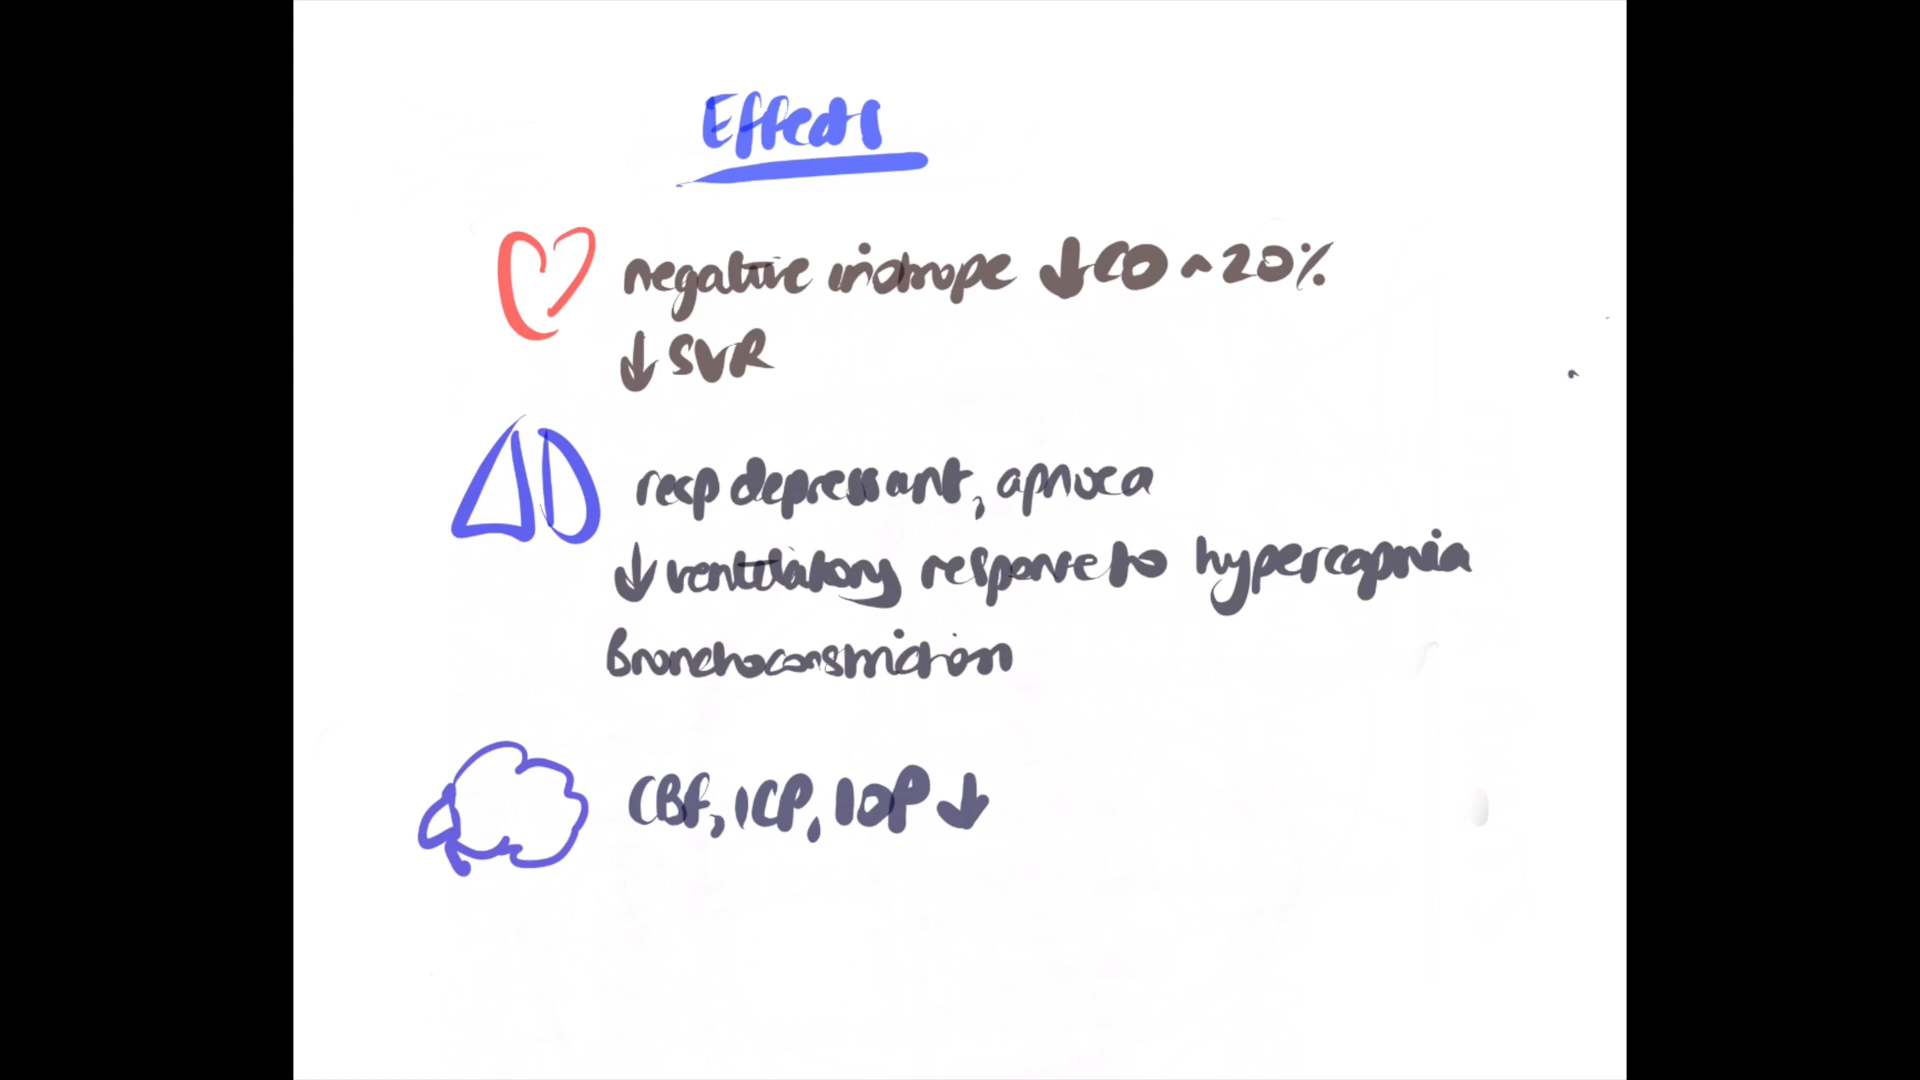 Effects
negative inotrope ↓ CO ~ 20%
↓ SVR
resp depressant, apnoea
↓ ventilatory response to hypercapnia
Bronchoconstriction
CBF, ICP, IOP ↓